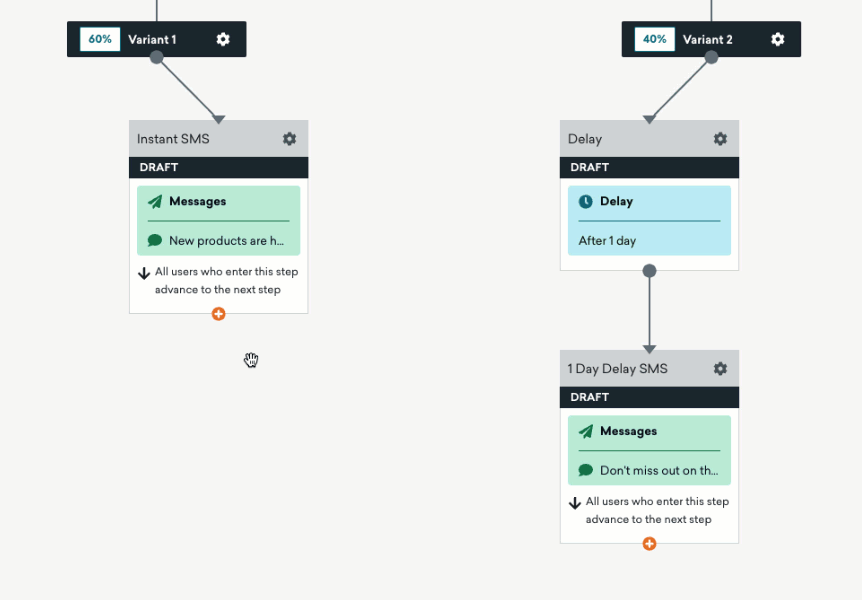 60% Variant 1
40% Variant 2
Instant SMS
DRAFT
Messages
New products are h...
All users who enter this step
advance to the next step
Delay
DRAFT
Delay
After 1 day
1 Day Delay SMS
DRAFT
Messages
Don't miss out on th...
All users who enter this step
advance to the next step